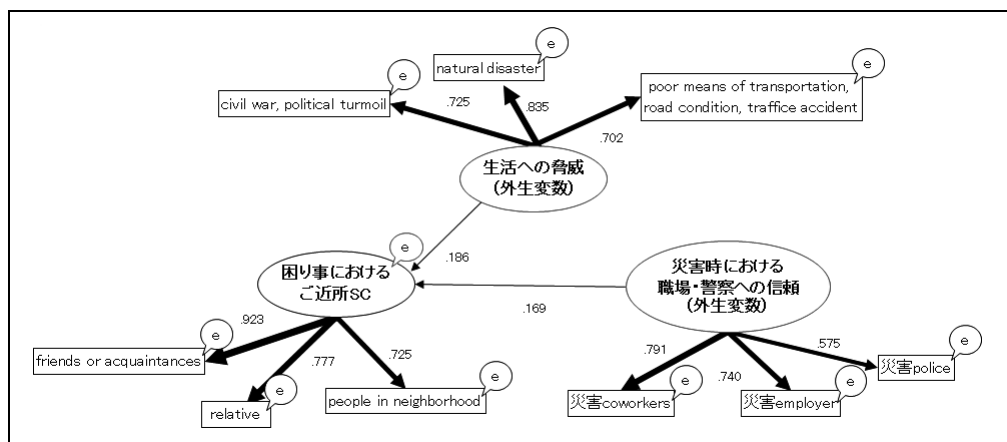 e
natural disaster
e
civil war, political turmoil
e
poor means of transportation,
road condition, traffice accident
.725
.835
.702
生活への脅威
(外生変数)
e
.186
困り事における
ご近所SC
災害時における
職場・警察への信頼
(外生変数)
.169
.923
.777
.725
.791
.740
.575
e
friends or acquaintances
e
relative
e
people in neighborhood
e
災害coworkers
e
災害employer
e
災害police